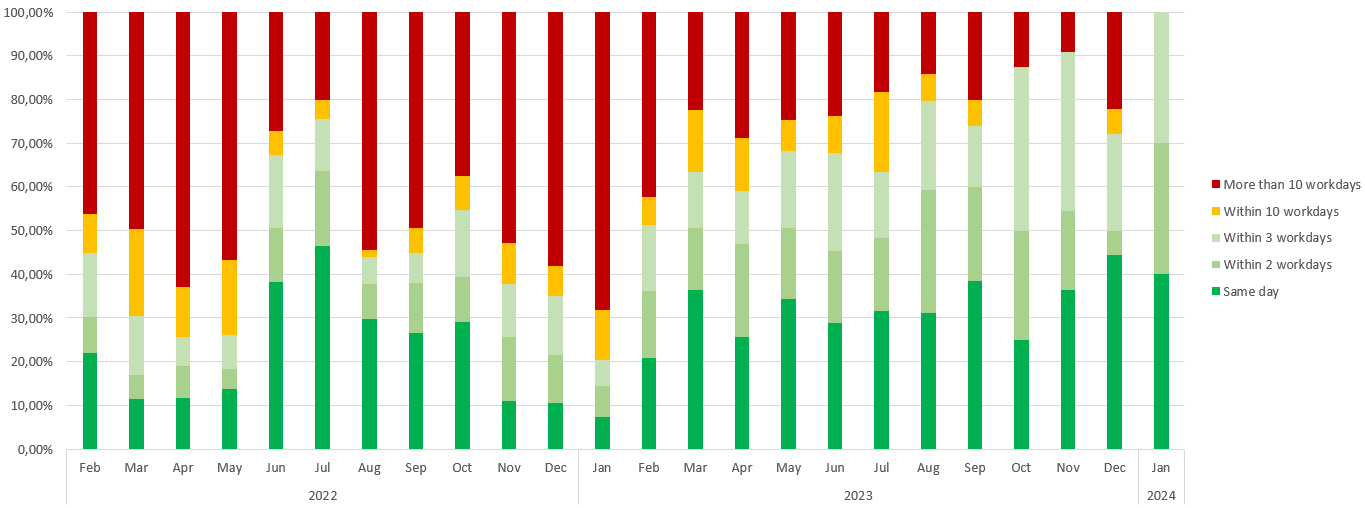 100,00%
90,00%
80,00%
70,00%
60,00%
50,00%
40,00%
30,00%
20,00%
10,00%
0,00%
Feb Mar Apr May Jun Jul Aug Sep Oct Nov Dec Jan Feb Mar Apr May Jun Jul Aug Sep Oct Nov Dec Jan
2022 2023 2024
More than 10 workdays
Within 10 workdays
Within 3 workdays
Within 2 workdays
Same day